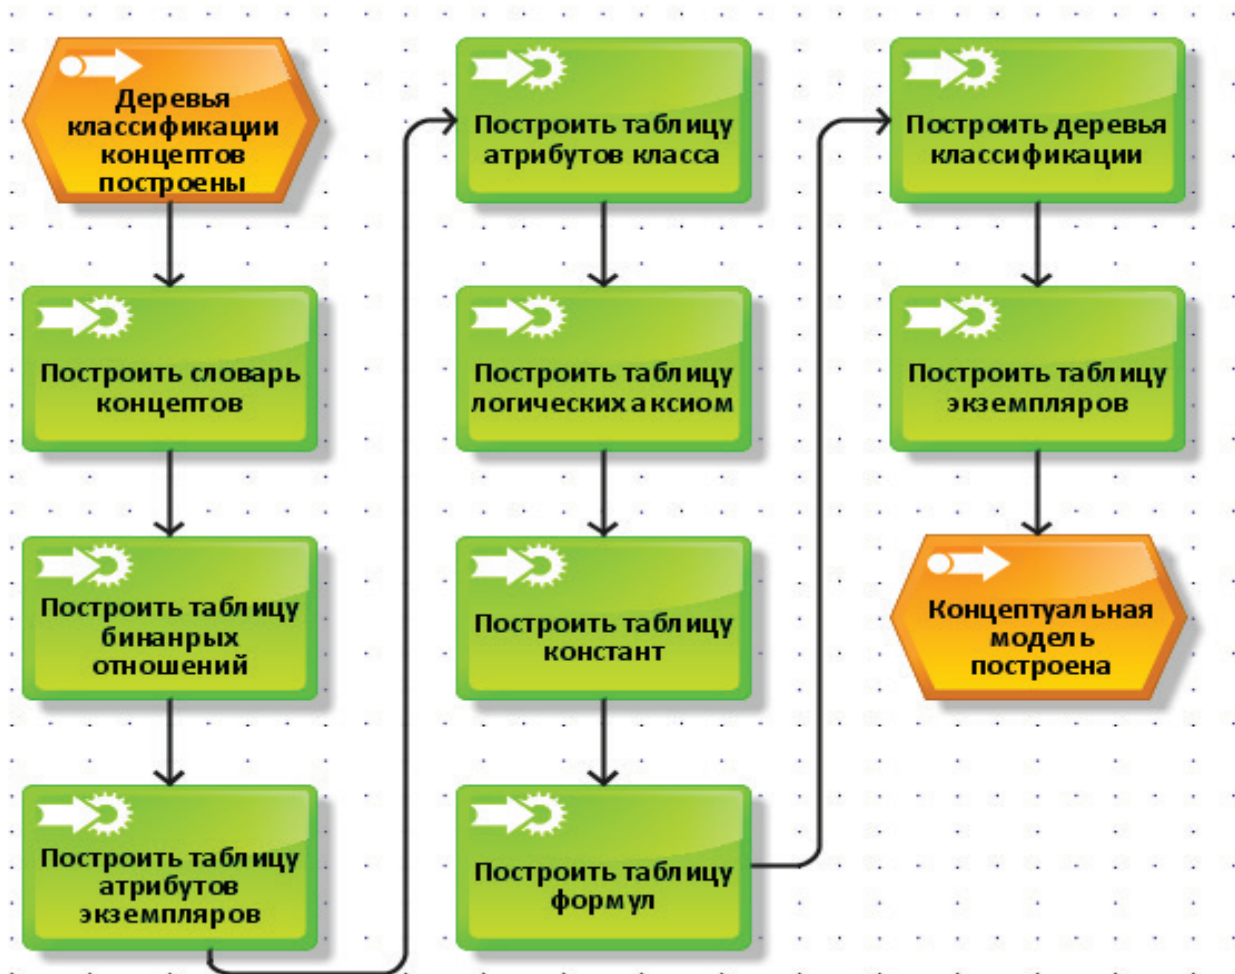 Деревья
классификации
концептов
построены
Построить словарь
концептов
Построить таблицу
бинанрых
отношений
Построить таблицу
атрибутов
экземпляров
Построить таблицу
атрибутов класса
Построить таблицу
логических аксиом
Построить таблицу
констант
Построить таблицу
формул
Построить деревья
классификации
Построить таблицу
экземпляров
Концептуальная
модель
построена